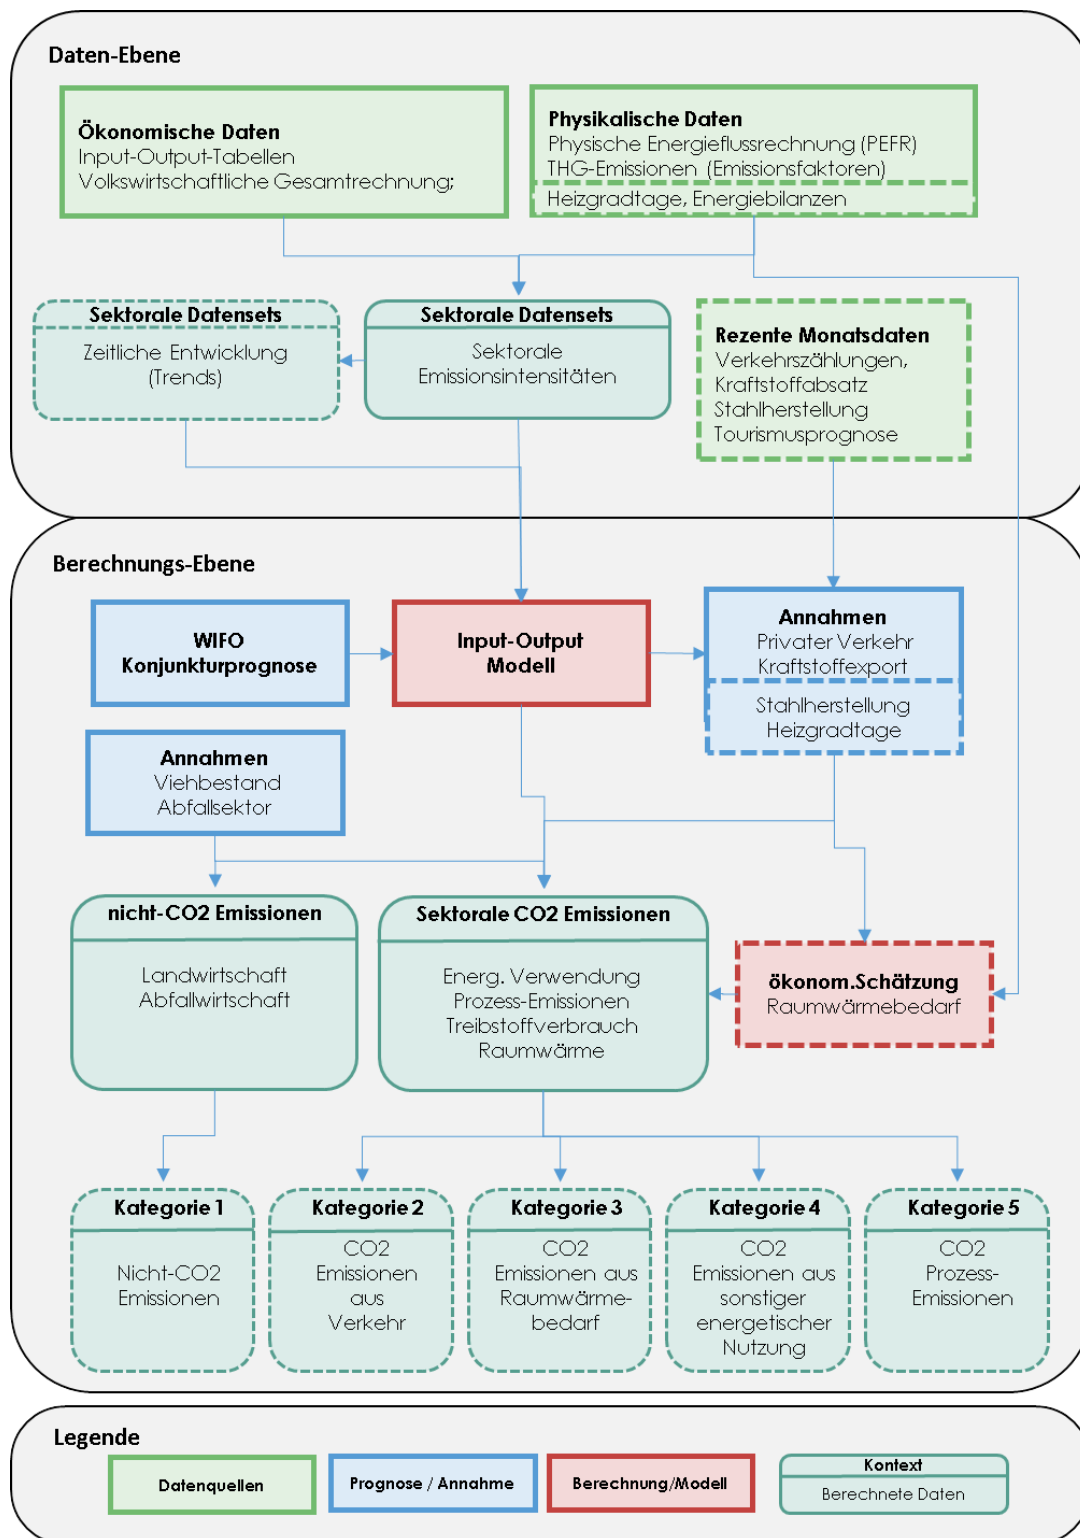 Daten-Ebene
Ökonomische Daten
Input-Output-Tabellen
Volkswirtschaftliche Gesamtrechnung;
Physikalische Daten
Physische Energieflussrechnung (PEFR)
THG-Emissionen (Emissionsfaktoren)
Heizgradtage, Energiebilanzen
Sektorale Datensets
Zeitliche Entwicklung
(Trends)
Sektorale Datensets
Sektorale
Emissionsintensitäten
Rezente Monatsdaten
Verkehrszählungen,
Kraftstoffabsatz
Stahlherstellung
Tourismusprognose
Berechnungs-Ebene
WIFO
Konjunkturprognose
Input-Output
Modell
Annahmen
Privater Verkehr
Kraftstoffexport
Stahlherstellung
Heizgradtage
Annahmen
Viehbestand
Abfallsektor
nicht-CO2 Emissionen
Landwirtschaft
Abfallwirtschaft
Sektorale CO2 Emissionen
Energ. Verwendung
Prozess-Emissionen
Treibstoffverbrauch
Raumwärme
ökonom.Schätzung
Raumwärmebedarf
Kategorie 1
Nicht-CO2
Emissionen
Kategorie 2
CO2
Emissionen
aus
Verkehr
Kategorie 3
CO2
Emissionen aus
Raumwärme-
bedarf
Kategorie 4
CO2
Emissionen aus
sonstiger
energetischer
Nutzung
Kategorie 5
CO2
Prozess-
Emissionen
Legende
Datenquellen
Prognose / Annahme
Berechnung/Modell
Kontext
Berechnete Daten